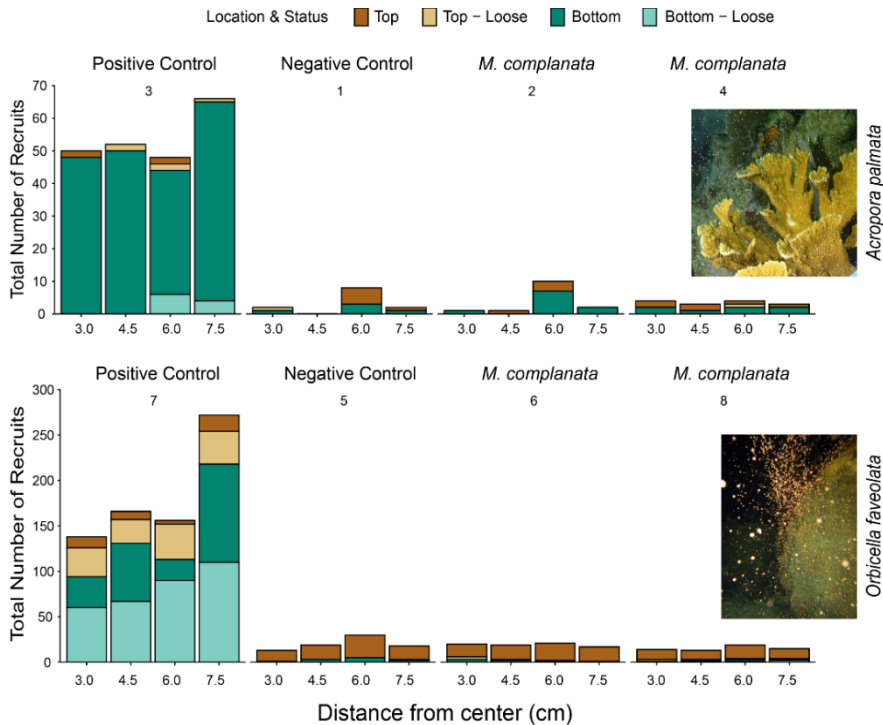 Location & Status Top Top – Loose Bottom Bottom – Loose
Positive Control Negative Control M. complanata M. complanata
3 1 2 4
70
60
50
40
30
20
10
0
Total Number of Recruits
3.0 4.5 6.0 7.5 3.0 4.5 6.0 7.5 3.0 4.5 6.0 7.5 3.0 4.5 6.0 7.5
Acropora palmata
Positive Control Negative Control M. complanata M. complanata
7 5 6 8
300
250
200
150
100
50
0
Total Number of Recruits
3.0 4.5 6.0 7.5 3.0 4.5 6.0 7.5 3.0 4.5 6.0 7.5 3.0 4.5 6.0 7.5
Orbicella faveolata
Distance from center (cm)